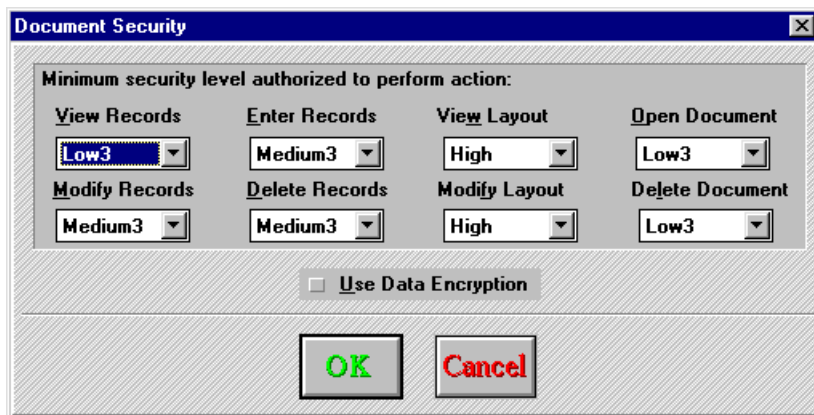 Document Security
Minimum security level authorized to perform action:
View Records Enter Records View Layout Open Document
Low3 Medium3 High Low3
Modify Records Delete Records Modify Layout Delete Document
Medium3 Medium3 High Low3
Use Data Encryption
OK Cancel